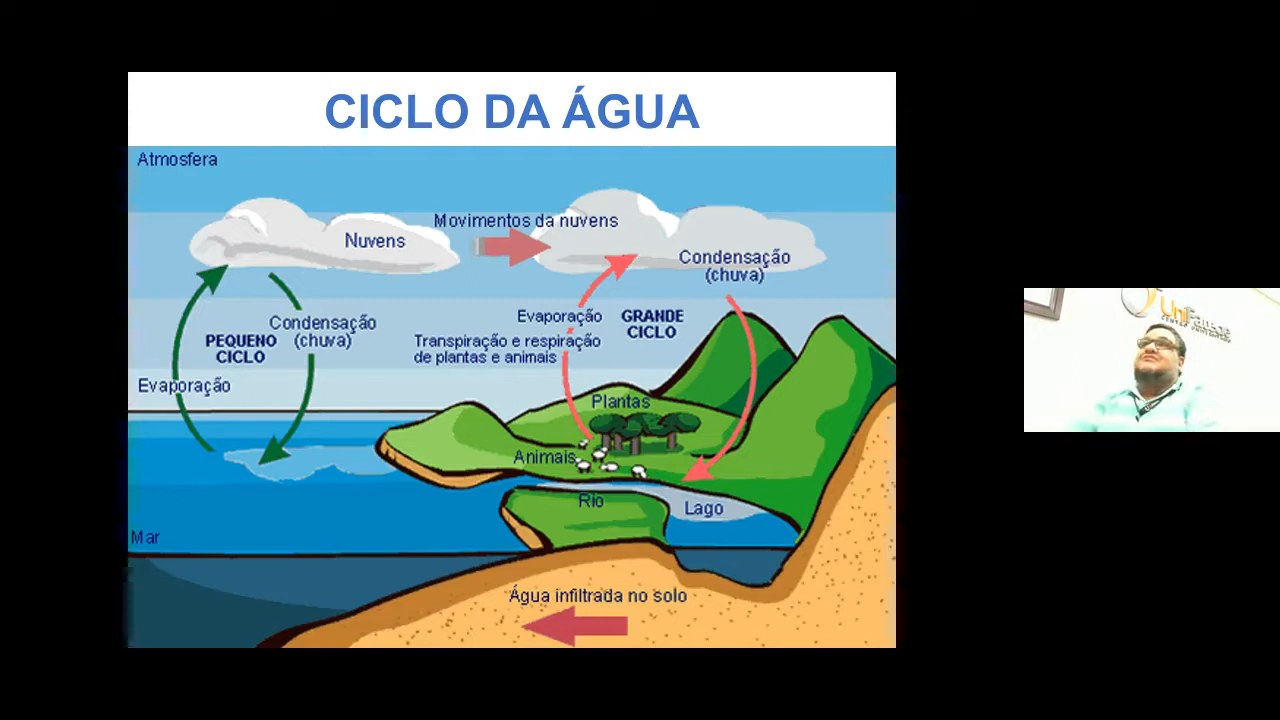 CICLO DA ÁGUA
Atmosfera
Movimentos da nuvens
Nuvens
Condensação
(chuva)
Evaporação
GRANDE
CICLO
Condensação
(chuva)
PEQUENO
CICLO
Transpiração e respiração
de plantas e animais
Evaporação
Plantas
Animais
Rio
Lago
Mar
Água infiltrada no solo